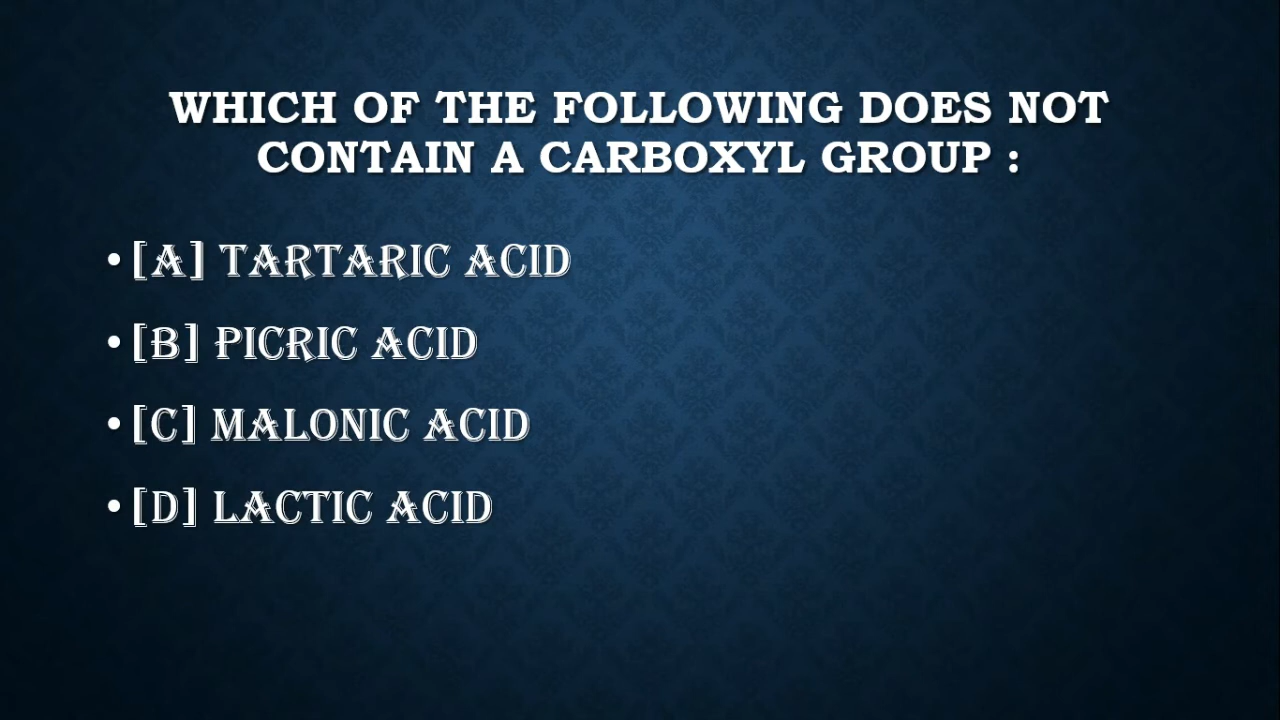 WHICH OF THE FOLLOWING DOES NOT
CONTAIN A CARBOXYL GROUP :
• [A] TARTARIC ACID
• [B] PICRIC ACID
• [C] MALONIC ACID
• [D] LACTIC ACID